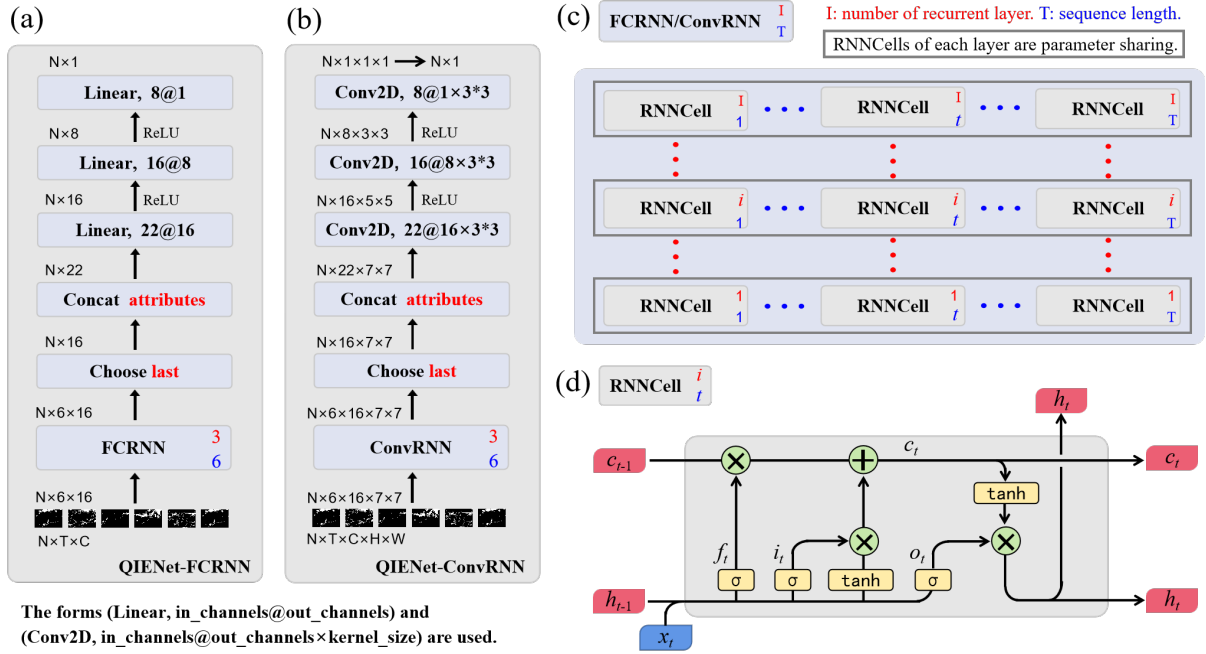 (a)
N×1
Linear, 8@1
N×8
ReLU
Linear, 16@8
N×16
ReLU
Linear, 22@16
N×22
Concat attributes
N×16
Choose last
N×6×16
FCRNN
3
6
N×6×16
N×T×C
QIENet-FCRNN
(b)
N×1×1×1 → N×1
Conv2D, 8@1×3*3
N×8×3×3
ReLU
Conv2D, 16@8×3*3
N×16×5×5
ReLU
Conv2D, 22@16×3*3
N×22×7×7
Concat attributes
N×16×7×7
Choose last
N×6×16×7×7
ConvRNN
3
6
N×6×16×7×7
N×T×C×H×W
QIENet-ConvRNN
The forms (Linear, in_channels@out_channels) and
(Conv2D, in_channels@out_channels×kernel_size) are used.
(c)
FCRNN/ConvRNN I T
I: number of recurrent layer. T: sequence length.
RNNCells of each layer are parameter sharing.
RNNCell I 1 RNNCell I t RNNCell I T
RNNCell i 1 RNNCell i t RNNCell i T
RNNCell 1 1 RNNCell 1 t RNNCell 1 T
(d)
RNNCell i t
h_t
c_{t-1} × + c_t c_t
tanh
f_t i_t × o_t ×
σ σ tanh σ
h_{t-1} h_t
x_t